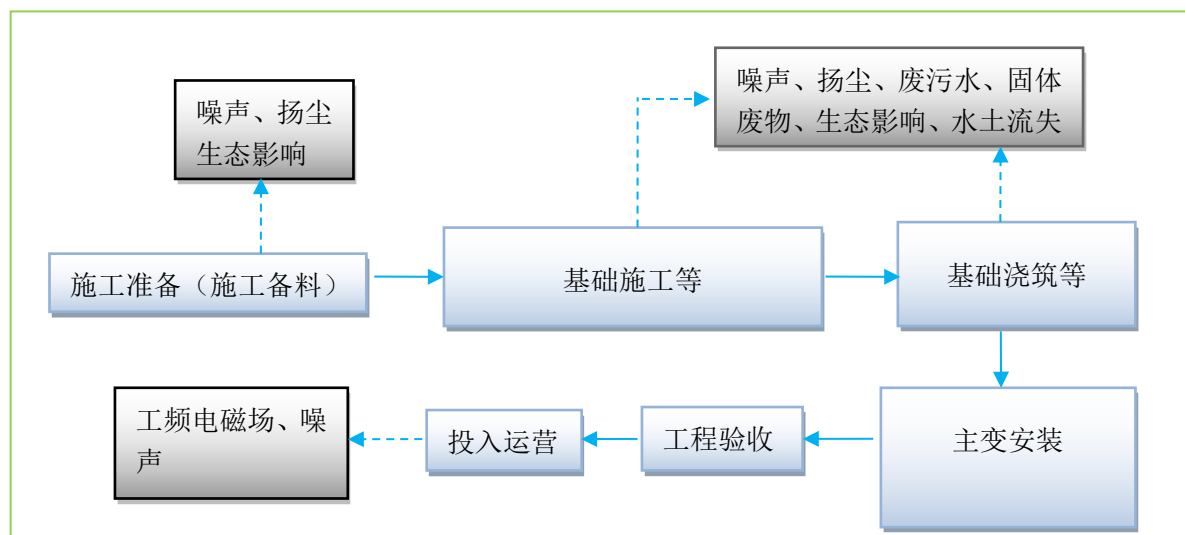 噪声、扬尘
生态影响
噪声、扬尘、废污水、固体
废物、生态影响、水土流失
施工准备（施工备料）
基础施工等
基础浇筑等
工频电磁场、噪
声
投入运营
工程验收
主变安装